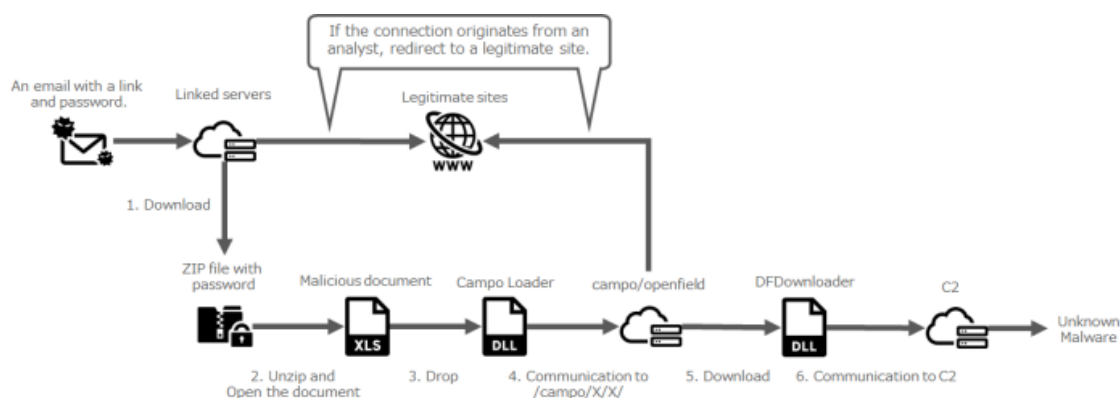 If the connection originates from an
analyst, redirect to a legitimate site.
An email with a link
and password.
Linked servers
Legitimate sites
WWW
1. Download
ZIP file with
password
Malicious document
Campo Loader
campo/openfield
DFDownloader
C2
XLS
DLL
DLL
Unknown
Malware
2. Unzip and
Open the document
3. Drop
4. Communication to
/campo/X/X/
5. Download
6. Communication to C2